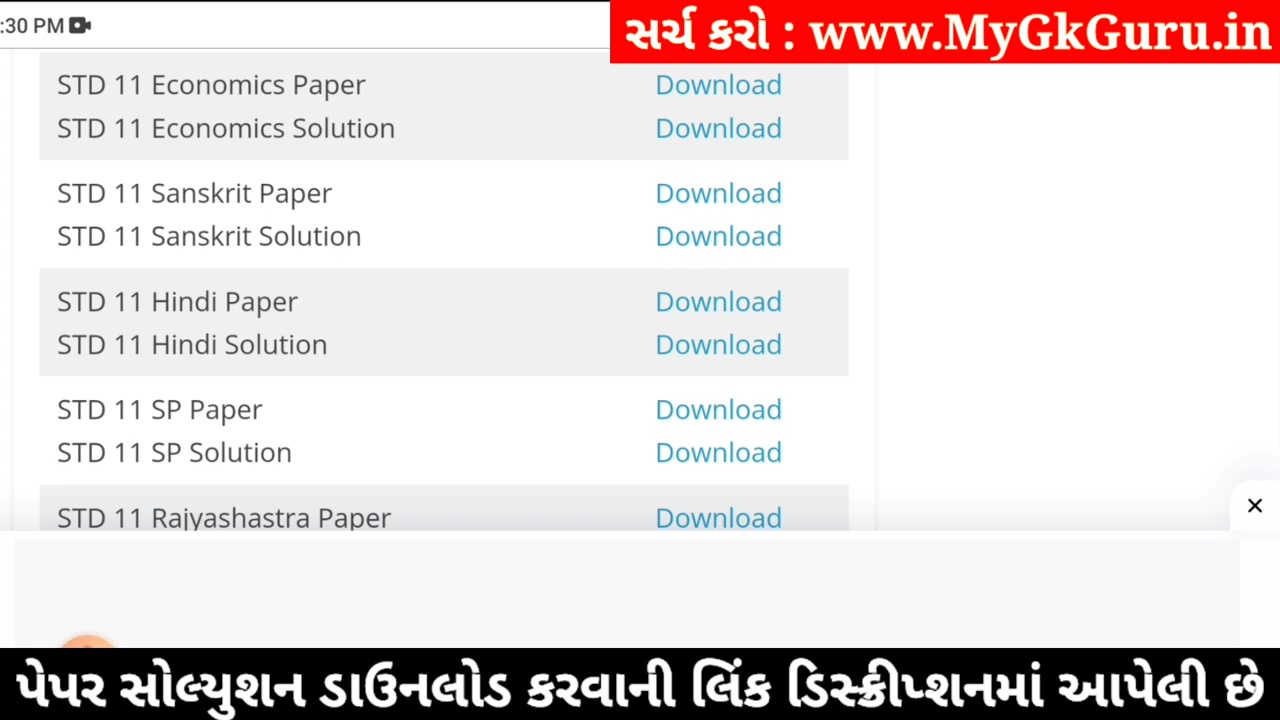 :30 PM
સર્ચ કરો : www.MyGkGuru.in
STD 11 Economics Paper Download
STD 11 Economics Solution Download
STD 11 Sanskrit Paper Download
STD 11 Sanskrit Solution Download
STD 11 Hindi Paper Download
STD 11 Hindi Solution Download
STD 11 SP Paper Download
STD 11 SP Solution Download
STD 11 Rajyashastra Paper Download
પેપર સોલ્યુશન ડાઉનલોડ કરવાની લિંક ડિસ્ક્રીપ્શનમાં આપેલી છે